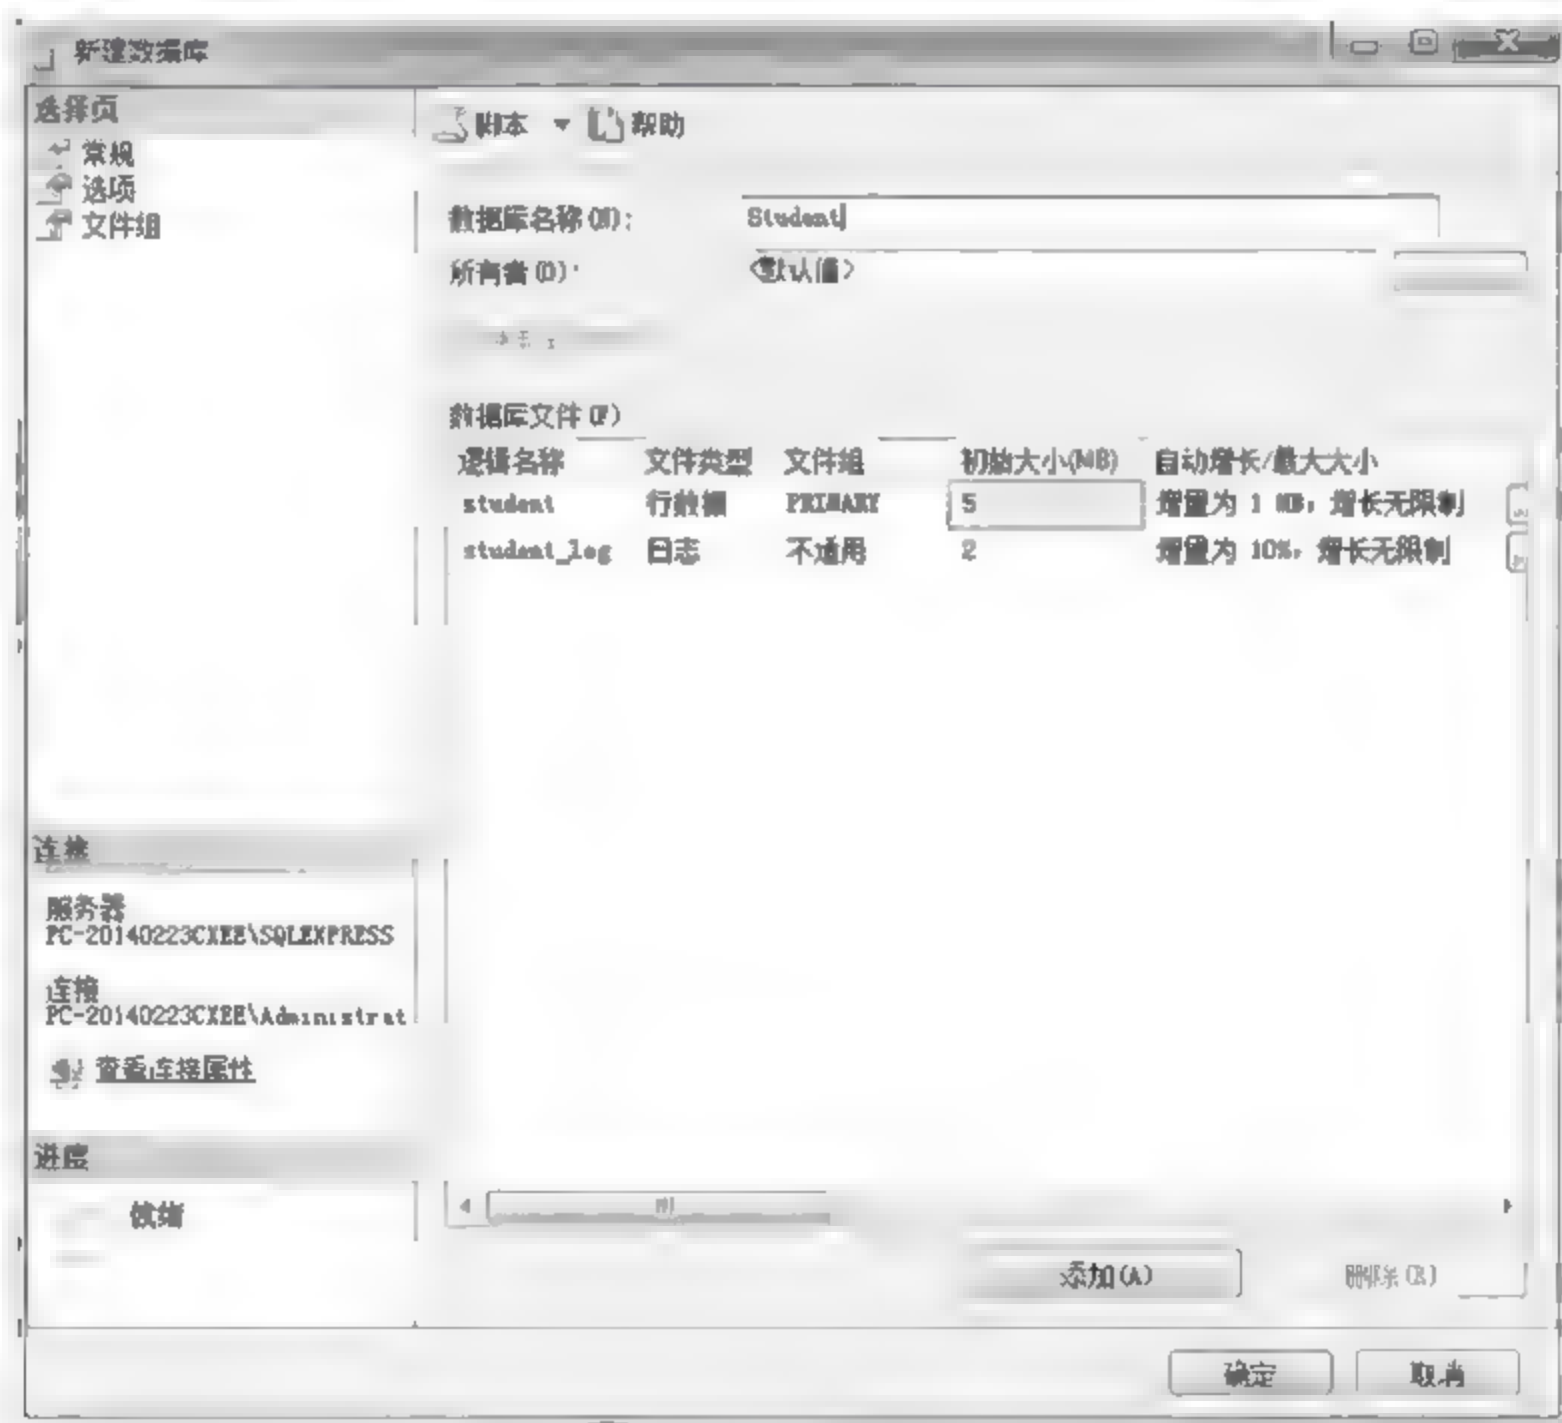 新建数据库
选择页
常规
选项
文件组
脚本 帮助
数据库名称(N):
Student
所有者(O):
<默认值>
数据库文件(F)
逻辑名称 文件类型 文件组 初始大小(MB) 自动增长/最大大小
student 行数据 PRIMARY 5 增量为 1 MB，增长无限制
student_log 日志 不适用 2 增量为 10%，增长无限制
连接
服务器
PC-20140223CXEE\SQLEXPRESS
连接
PC-20140223CXEE\Administrat
查看连接属性
进度
就绪
添加(A) 删除(R)
确定 取消